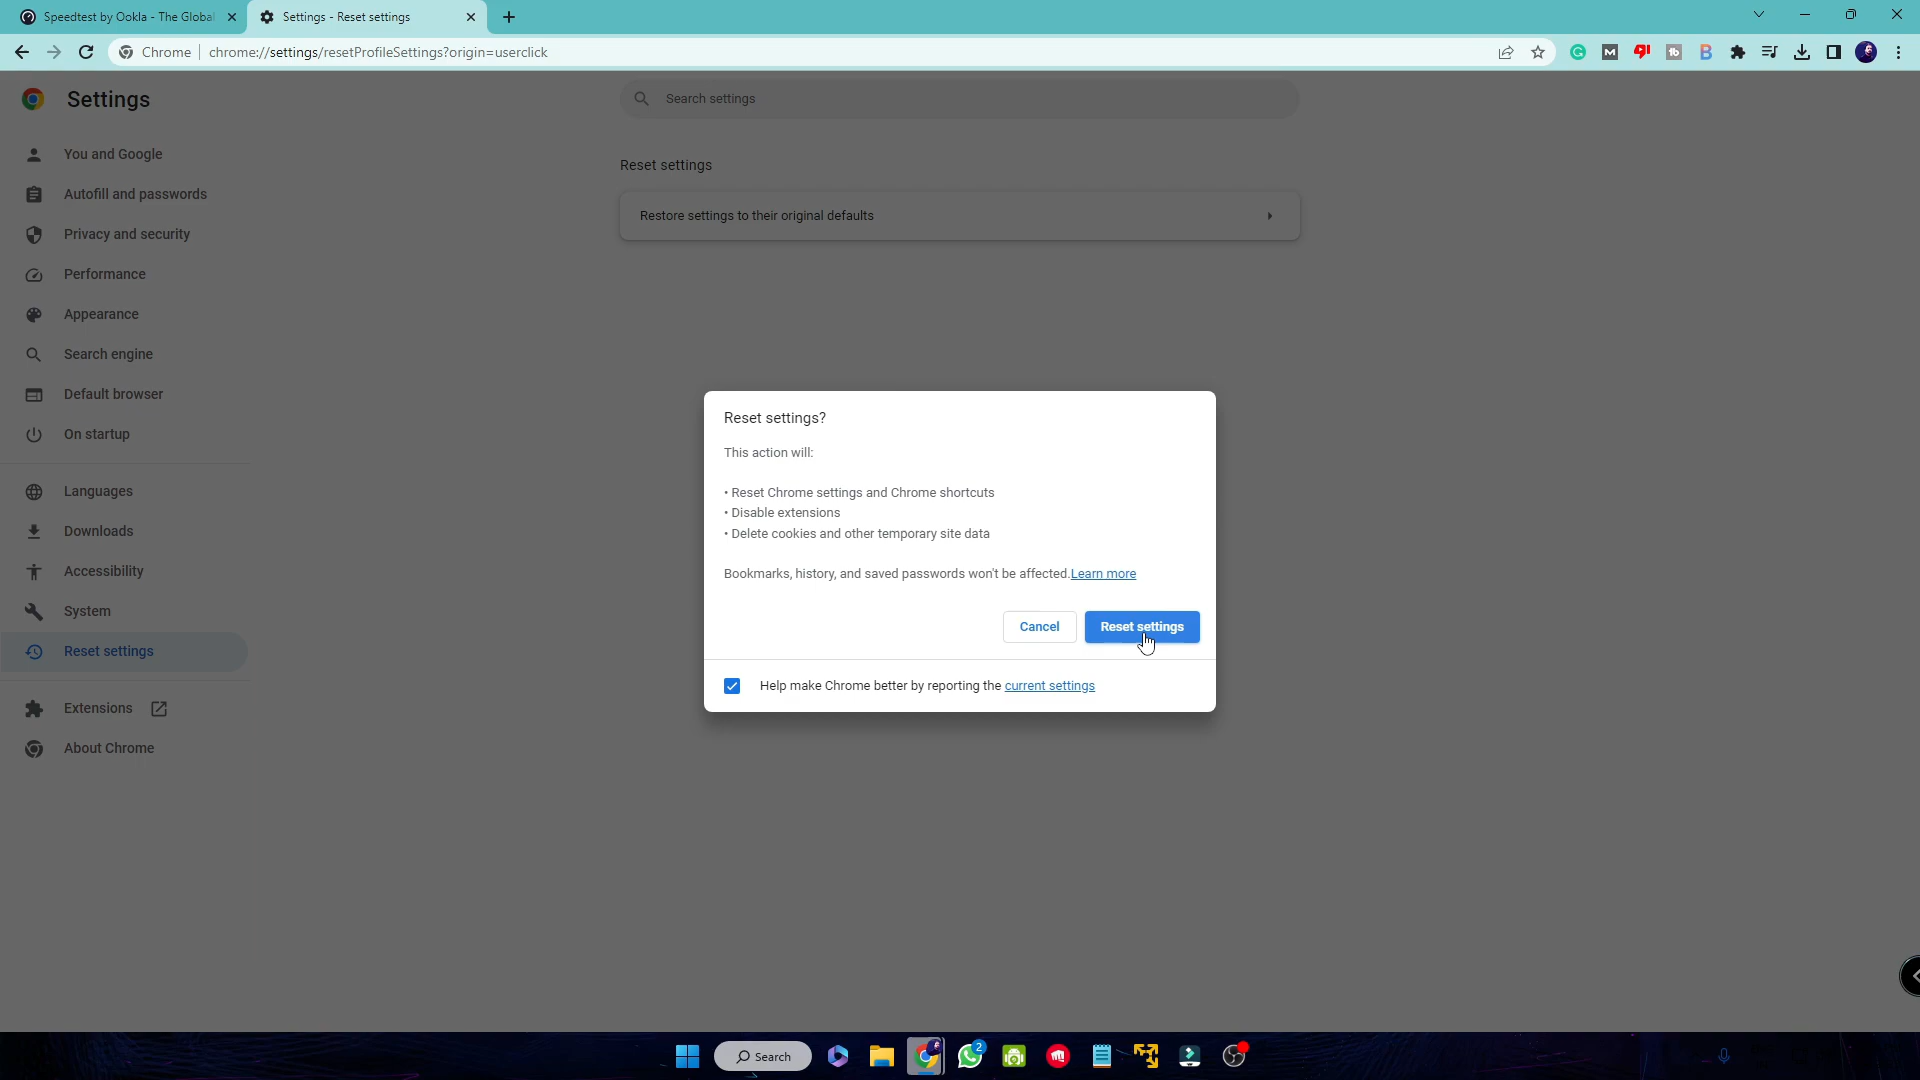 Speedtest by Ookla - The Global
Settings - Reset settings
Chrome
chrome://settings/resetProfileSettings?origin=userclick
Settings
Search settings
You and Google
Autofill and passwords
Privacy and security
Performance
Appearance
Search engine
Default browser
On startup
Languages
Downloads
Accessibility
System
Reset settings
Extensions
About Chrome
Reset settings
Restore settings to their original defaults
Reset settings?
This action will:
• Reset Chrome settings and Chrome shortcuts
• Disable extensions
• Delete cookies and other temporary site data
Bookmarks, history, and saved passwords won't be affected. Learn more
Cancel
Reset settings
Help make Chrome better by reporting the current settings
Search
2